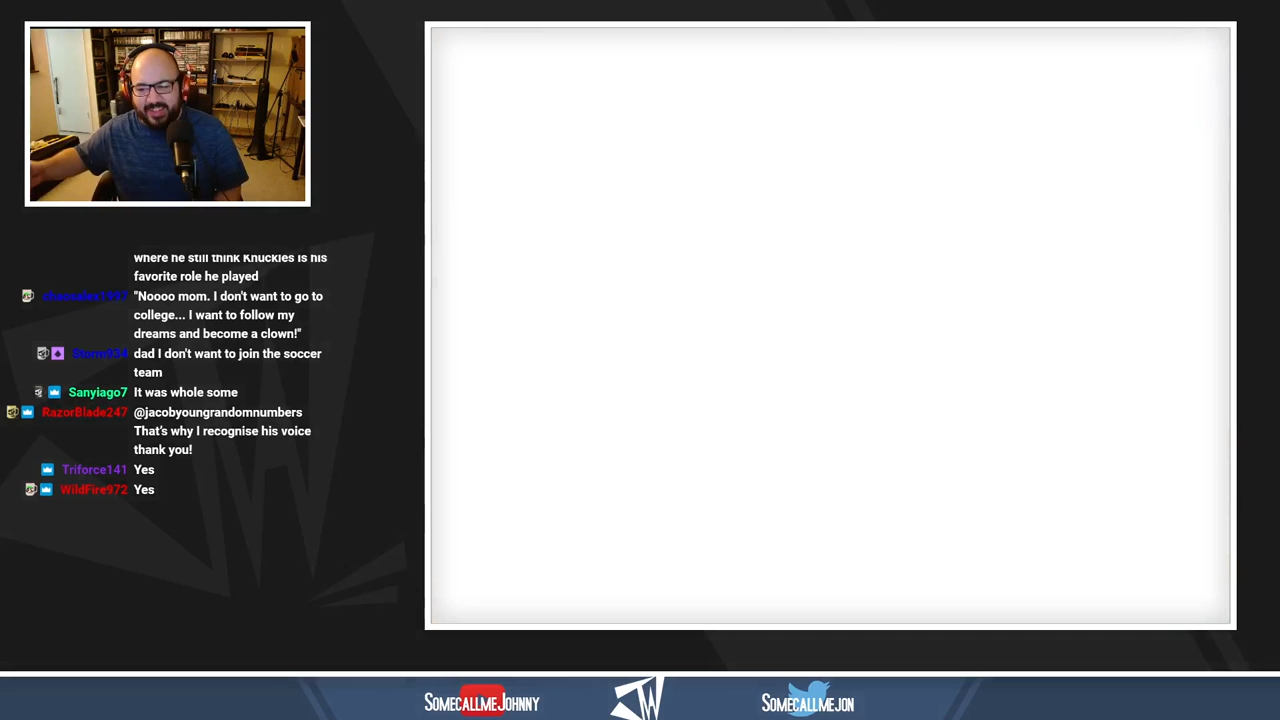 where he still think Knuckles is his
favorite role he played
chaosalex1997 "Noooo mom. I don't want to go to
college... I want to follow my
dreams and become a clown!"
Storm934 dad I don't want to join the soccer
team
Sanyiago7 It was whole some
RazorBlade247 @jacobyoungrandomnumbers
That's why I recognise his voice
thank you!
Triforce141 Yes
WildFire972 Yes
SomecallmeJohnny
Somecallmejon